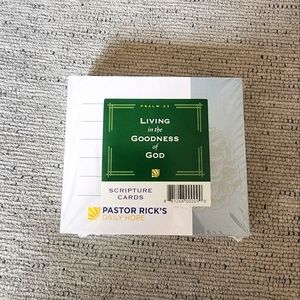 PSALM 23
LIVING
in the
GOODNESS
of
GOD
SCRIPTURE
CARDS
PASTOR RICK'S
DAILY HOPE